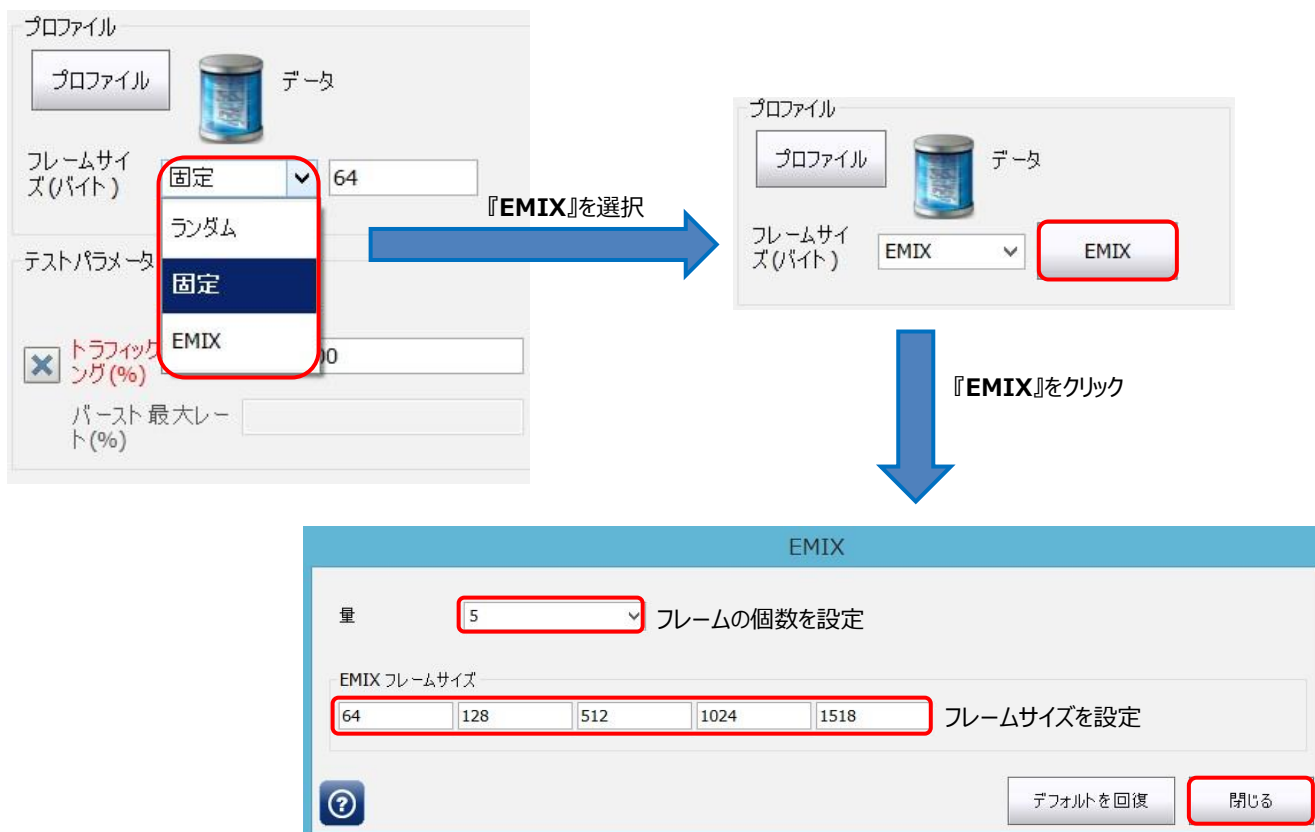 プロファイル
プロファイル
データ
フレームサイ
ズ(バイト)
固定
64
ランダム
固定
EMIX
テストパラメータ
トラフィック
ング(%)
00
バースト 最大レー
ト(%)
『EMIX』を選択
プロファイル
プロファイル
データ
フレームサイ
ズ(バイト)
EMIX
EMIX
『EMIX』をクリック
EMIX
量
5
フレームの個数を設定
EMIX フレームサイズ
64 128 512 1024 1518
フレームサイズを設定
?
デフォルトを回復
閉じる